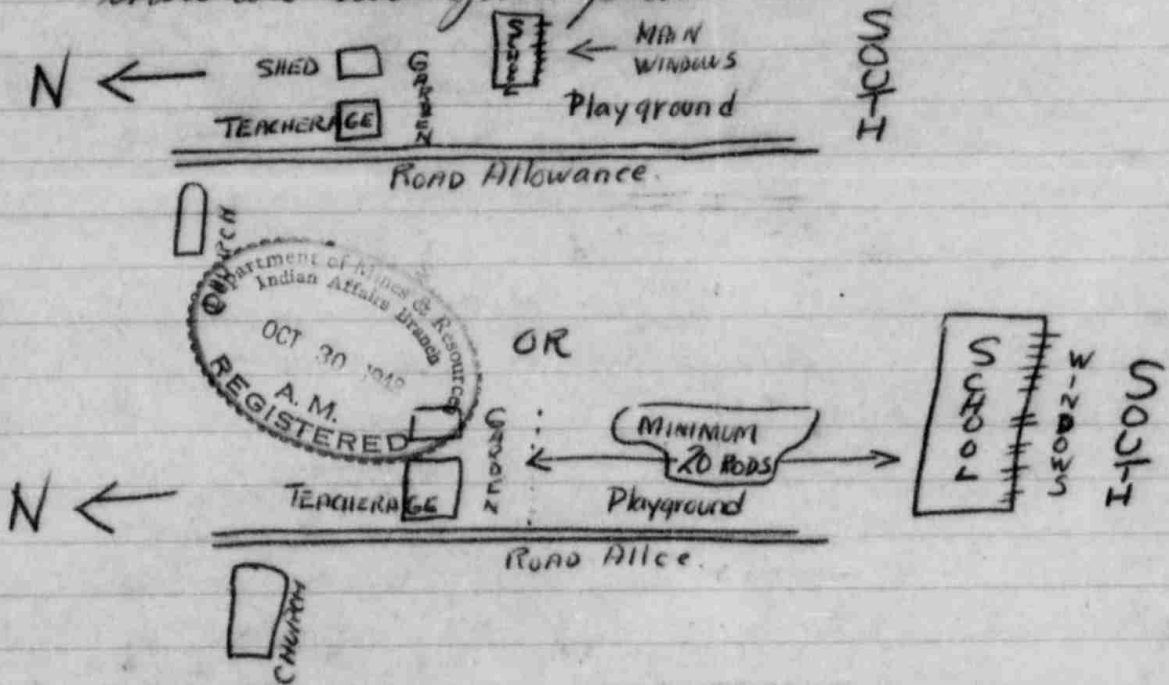 N
SHED
TEACHERAGE
GARDEN
SCHOOL
MAIN
WINDOWS
Playground
SOUTH
ROAD Allowance.
CHURCH
Department of Mines & Resources
Indian Affairs Branch
OCT 30
A. M.
REGISTERED
OR
N
TEACHERAGE
GARDEN
MINIMUM
20 RODS
Playground
SCHOOL
WINDOWS
SOUTH
ROAD Allce.
CHURCH